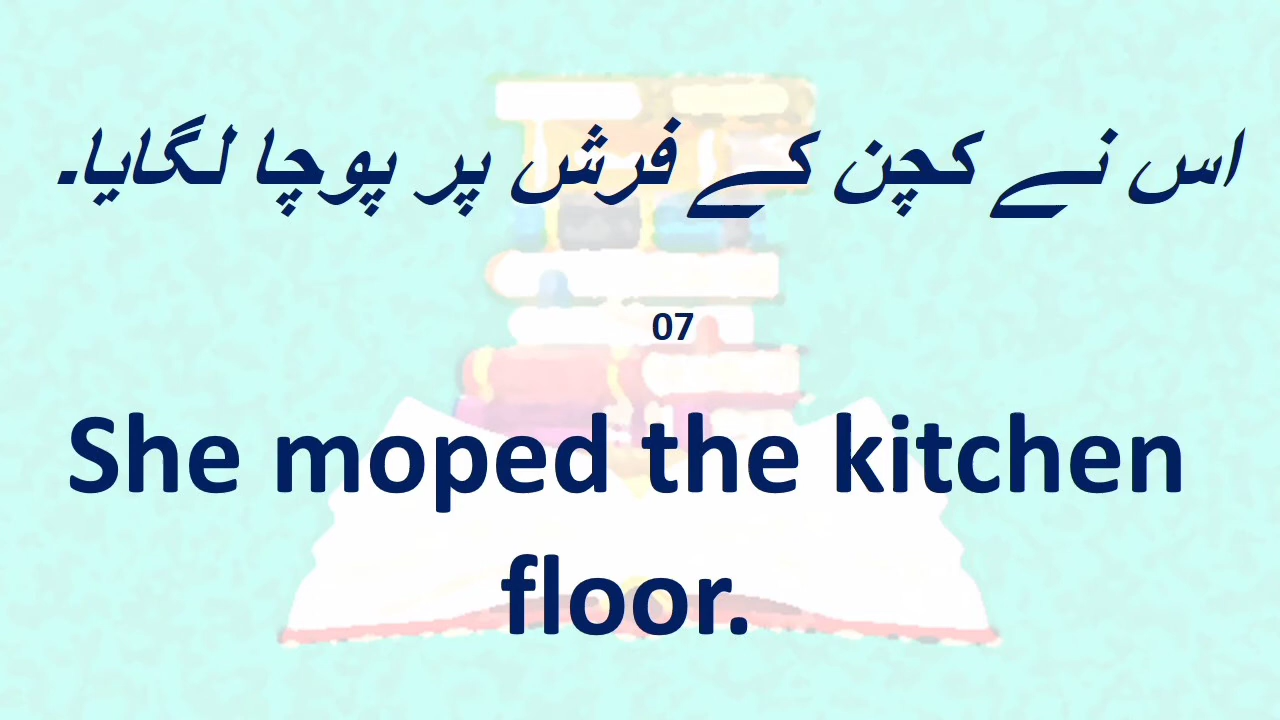 اس نے کچن کے فرش پر پوچا لگایا۔
07
She moped the kitchen
floor.